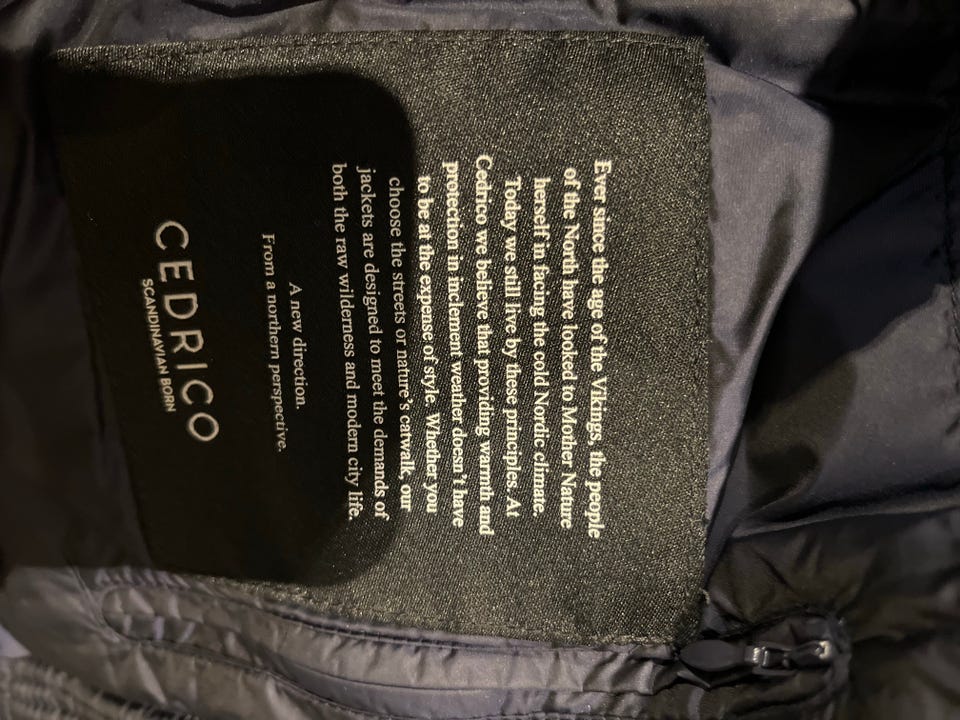 Ever since the age of the Vikings, the people
of the North have looked to Mother Nature
herself in facing the cold Nordic climate.
Today we still live by these principles. At
Cedrico we believe that providing warmth and
protection in inclement weather doesn't have
to be at the expense of style. Whether you
choose the streets or nature's catwalk, our
jackets are designed to meet the demands of
both the raw wilderness and modern city life.
A new direction.
From a northern perspective.
CEDRICO
SCANDINAVIAN BORN